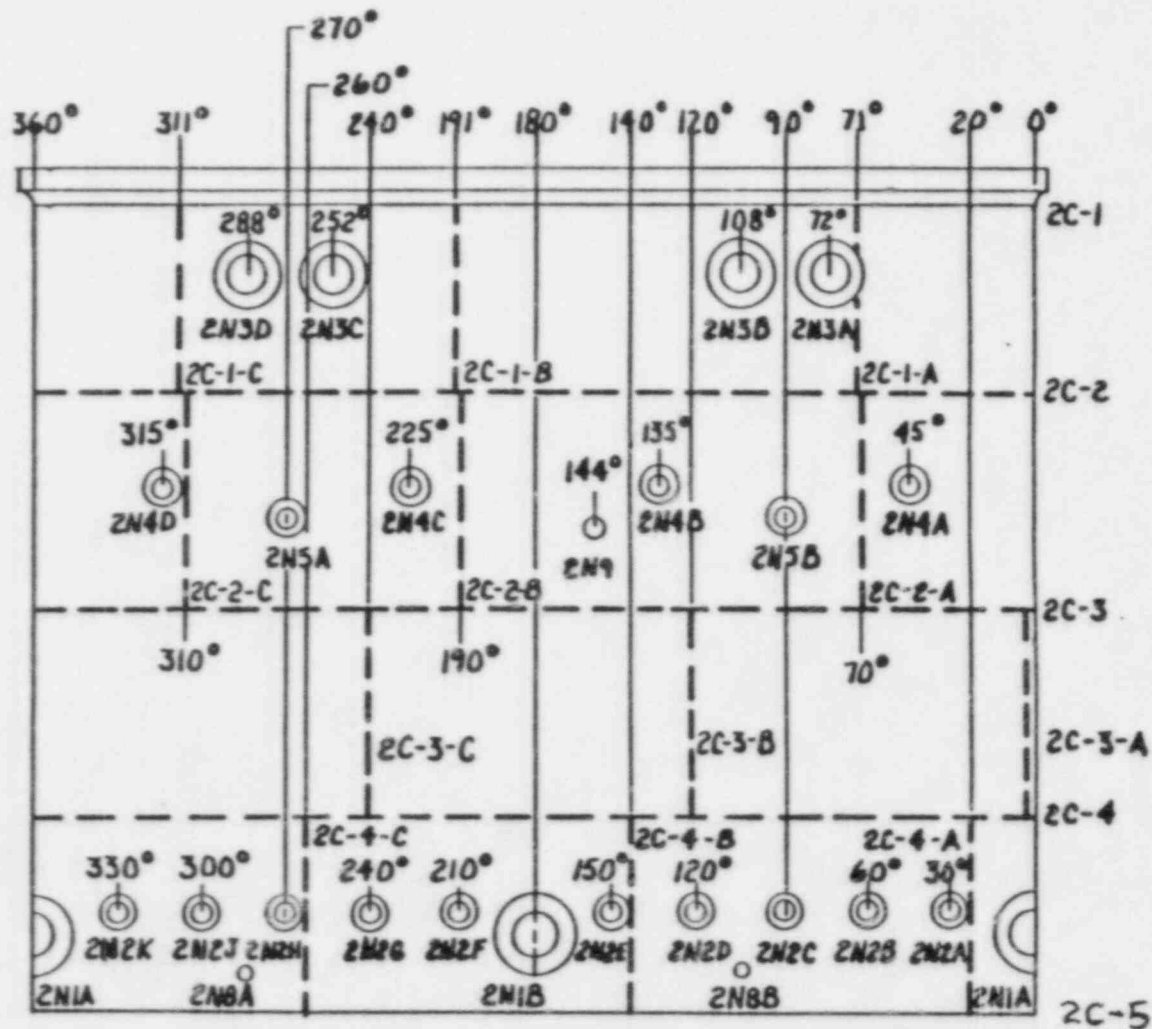 270°
260°
360° 311° 240° 191° 180° 140° 120° 90° 71° 20° 0°
2C-1
288° 252° 108° 72°
2N3D 2N3C 2N3B 2N3A
2C-1-C 2C-1-B 2C-1-A
2C-2
315° 225° 135° 45°
144°
2N4D 2N4C 2N4B 2N4A
2N5A 2N9 2N5B
2C-2-C 2C-2-B 2C-2-A
2C-3
310° 190° 70°
2C-3-C 2C-3-B 2C-3-A
2C-4
2C-4-C 2C-4-B 2C-4-A
330° 300° 240° 210° 150° 120° 60° 30°
2N2K 2N2J 2N2H 2N2G 2N2F 2N2E 2N2D 2N2C 2N2B 2N2A
2N1A 2N8A 2N1B 2N8B 2N1A
2C-5